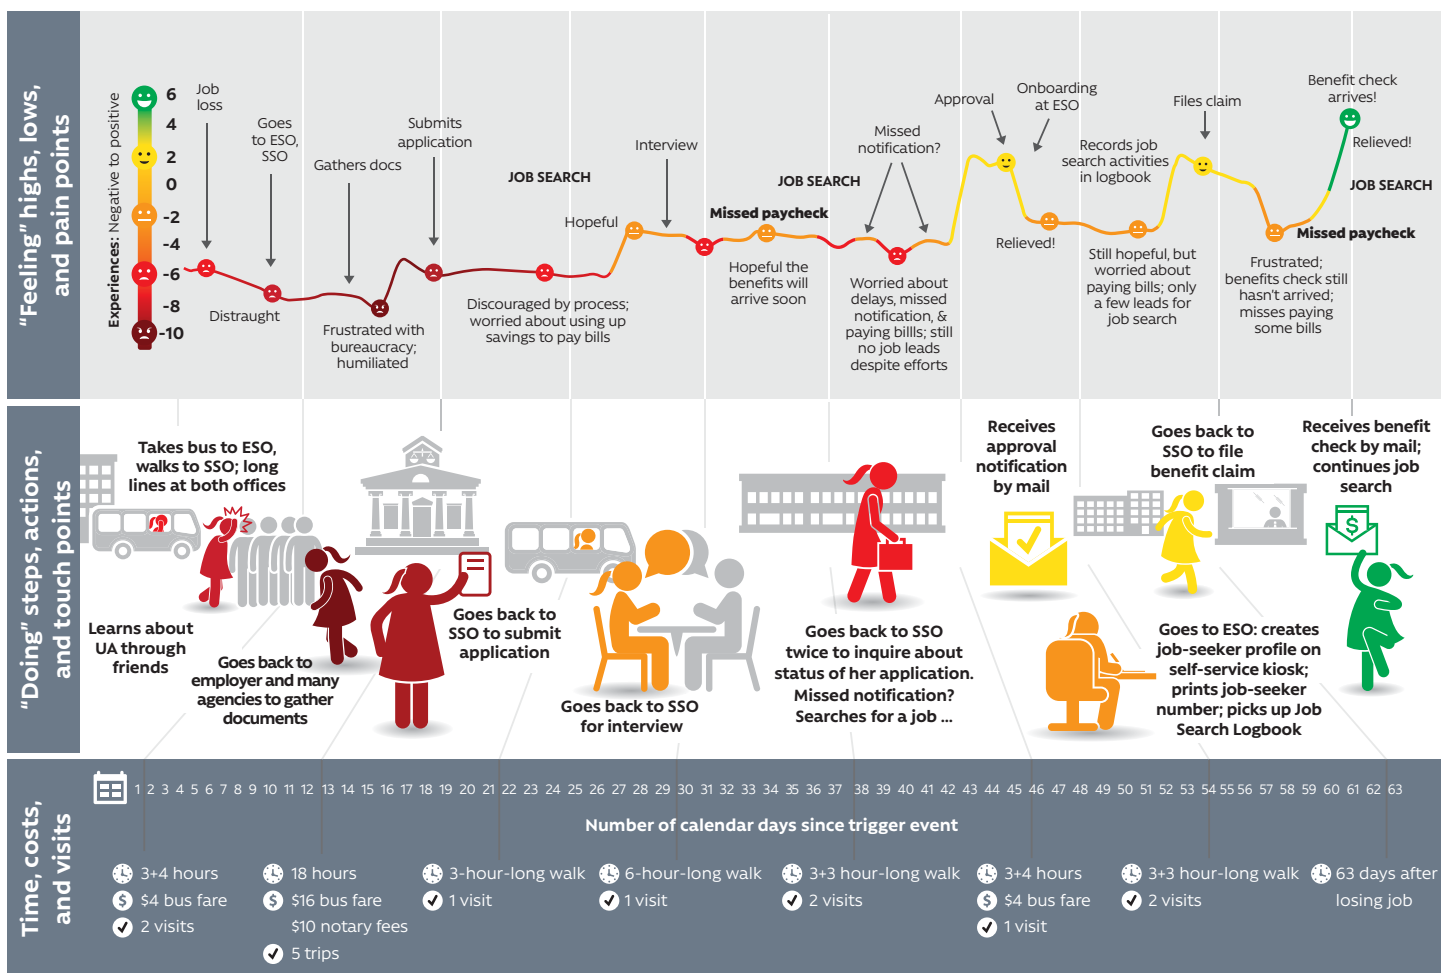 "Feeling" highs, lows,
and pain points
Experiences: Negative to positive
6
4
2
0
-2
-4
-6
-8
-10
Job
loss
Goes
to ESO,
SSO
Distraught
Gathers docs
Frustrated with
bureaucracy;
humiliated
Submits
application
JOB SEARCH
Discouraged by process;
worried about using up
savings to pay bills
Hopeful
Interview
Missed paycheck
Hopeful the
benefits will
arrive soon
JOB SEARCH
Missed
notification?
Worried about
delays, missed
notification, &
paying billls; still
no job leads
despite efforts
Approval
Onboarding
at ESO
Relieved!
Records job
search activities
in logbook
Still hopeful, but
worried about
paying bills; only
a few leads for
job search
Files claim
Frustrated;
benefits check still
hasn't arrived;
misses paying
some bills
Benefit check
arrives!
Relieved!
JOB SEARCH
Missed paycheck
"Doing" steps, actions,
and touch points
Takes bus to ESO,
walks to SSO; long
lines at both offices
Learns about
UA through
friends
Goes back to
employer and many
agencies to gather
documents
Goes back to
SSO to submit
application
Goes back to SSO
for interview
Goes back to SSO
twice to inquire about
status of her application.
Missed notification?
Searches for a job ...
Receives
approval
notification
by mail
Goes back to
SSO to file
benefit claim
Goes to ESO: creates
job-seeker profile on
self-service kiosk;
prints job-seeker
number; picks up Job
Search Logbook
Receives benefit
check by mail;
continues job
search
$
Time, costs,
and visits
1 2 3 4 5 6 7 8 9 10 11 12 13 14 15 16 17 18 19 20 21 22 23 24 25 26 27 28 29 30 31 32 33 34 35 36 37 38 39 40 41 42 43 44 45 46 47 48 49 50 51 52 53 54 55 56 57 58 59 60 61 62 63
Number of calendar days since trigger event
3+4 hours
$ $4 bus fare
2 visits
18 hours
$ $16 bus fare
$10 notary fees
5 trips
3-hour-long walk
1 visit
6-hour-long walk
1 visit
3+3 hour-long walk
2 visits
3+4 hours
$ $4 bus fare
1 visit
3+3 hour-long walk
2 visits
63 days after
losing job